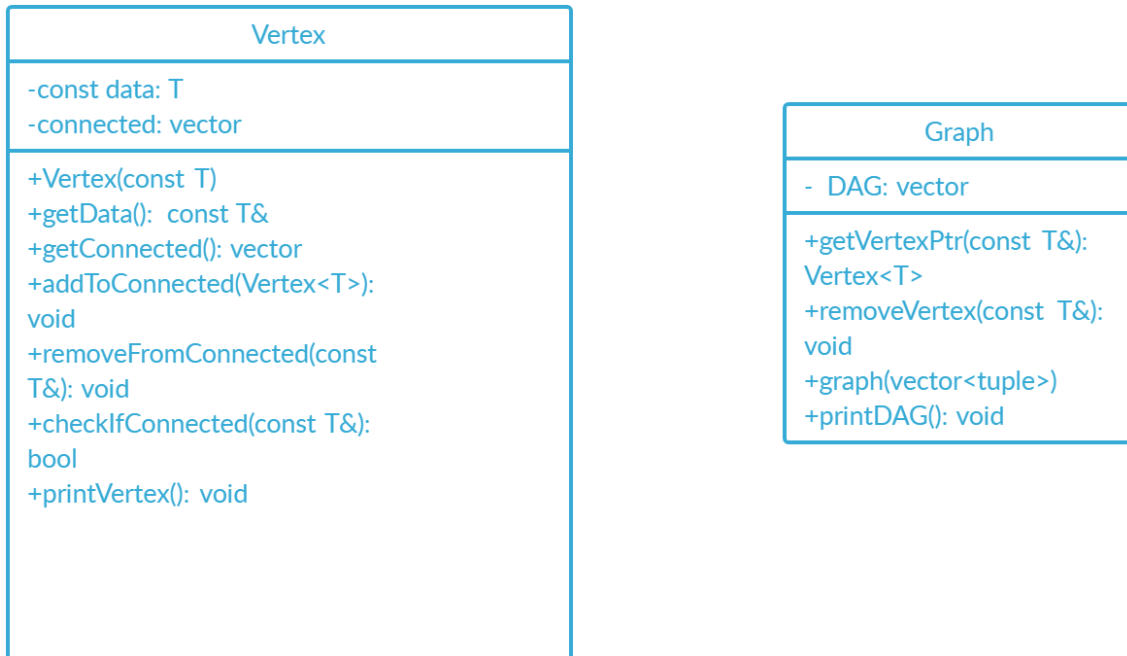 Vertex
-const data: T
-connected: vector
+Vertex(const T)
+getData(): const T&
+getConnected(): vector
+addToConnected(Vertex<T>):
void
+removeFromConnected(const
T&): void
+checkIfConnected(const T&):
bool
+printVertex(): void
Graph
- DAG: vector
+getVertexPtr(const T&):
Vertex<T>
+removeVertex(const T&):
void
+graph(vector<tuple>)
+printDAG(): void